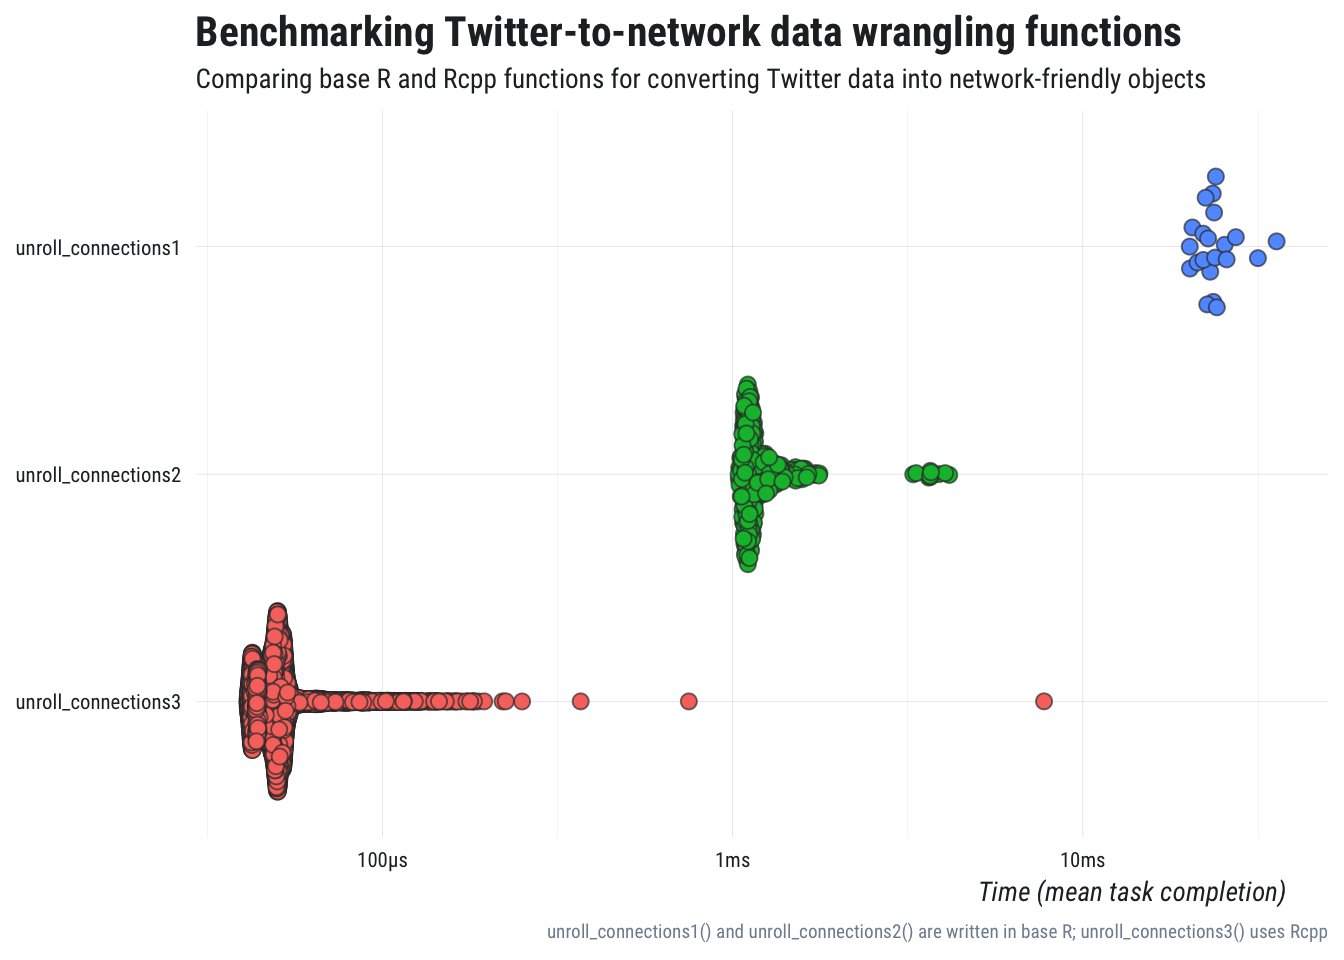 Benchmarking Twitter-to-network data wrangling functions
Comparing base R and Rcpp functions for converting Twitter data into network-friendly objects
unroll_connections1
unroll_connections2
unroll_connections3
100µs 1ms 10ms
Time (mean task completion)
unroll_connections1() and unroll_connections2() are written in base R; unroll_connections3() uses Rcpp